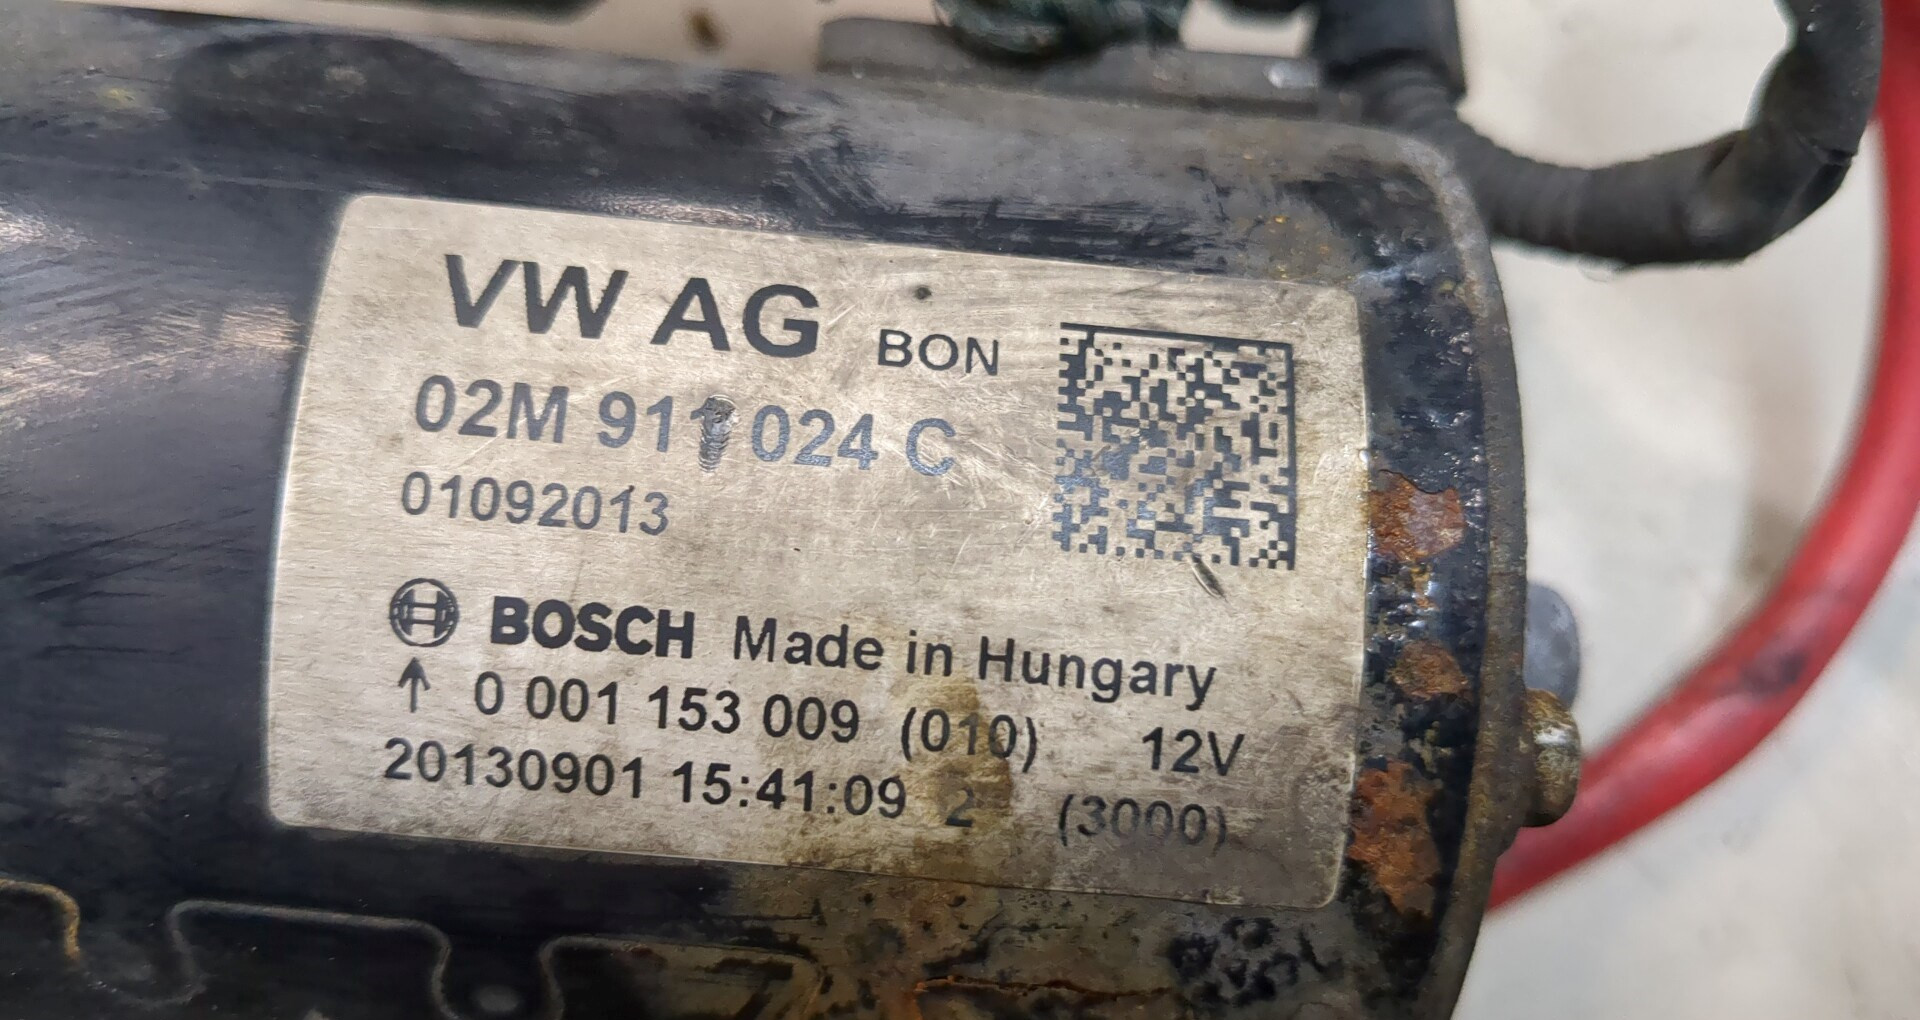 VW AG BON
02M 911 024 C
01092013
BOSCH Made in Hungary
↑ 0 001 153 009 (010) 12V
20130901 15:41:09 2 (3000)